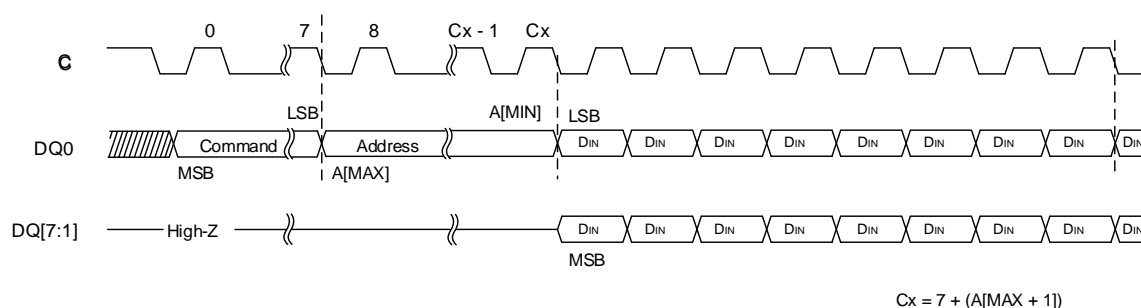 0 7 8 Cx - 1 Cx
C
LSB A[MIN] LSB
DQ0 Command Address DIN DIN DIN DIN DIN DIN DIN DIN DIN
MSB A[MAX]
DQ[7:1] High-Z DIN DIN DIN DIN DIN DIN DIN DIN DIN
MSB
Cx = 7 + (A[MAX + 1])